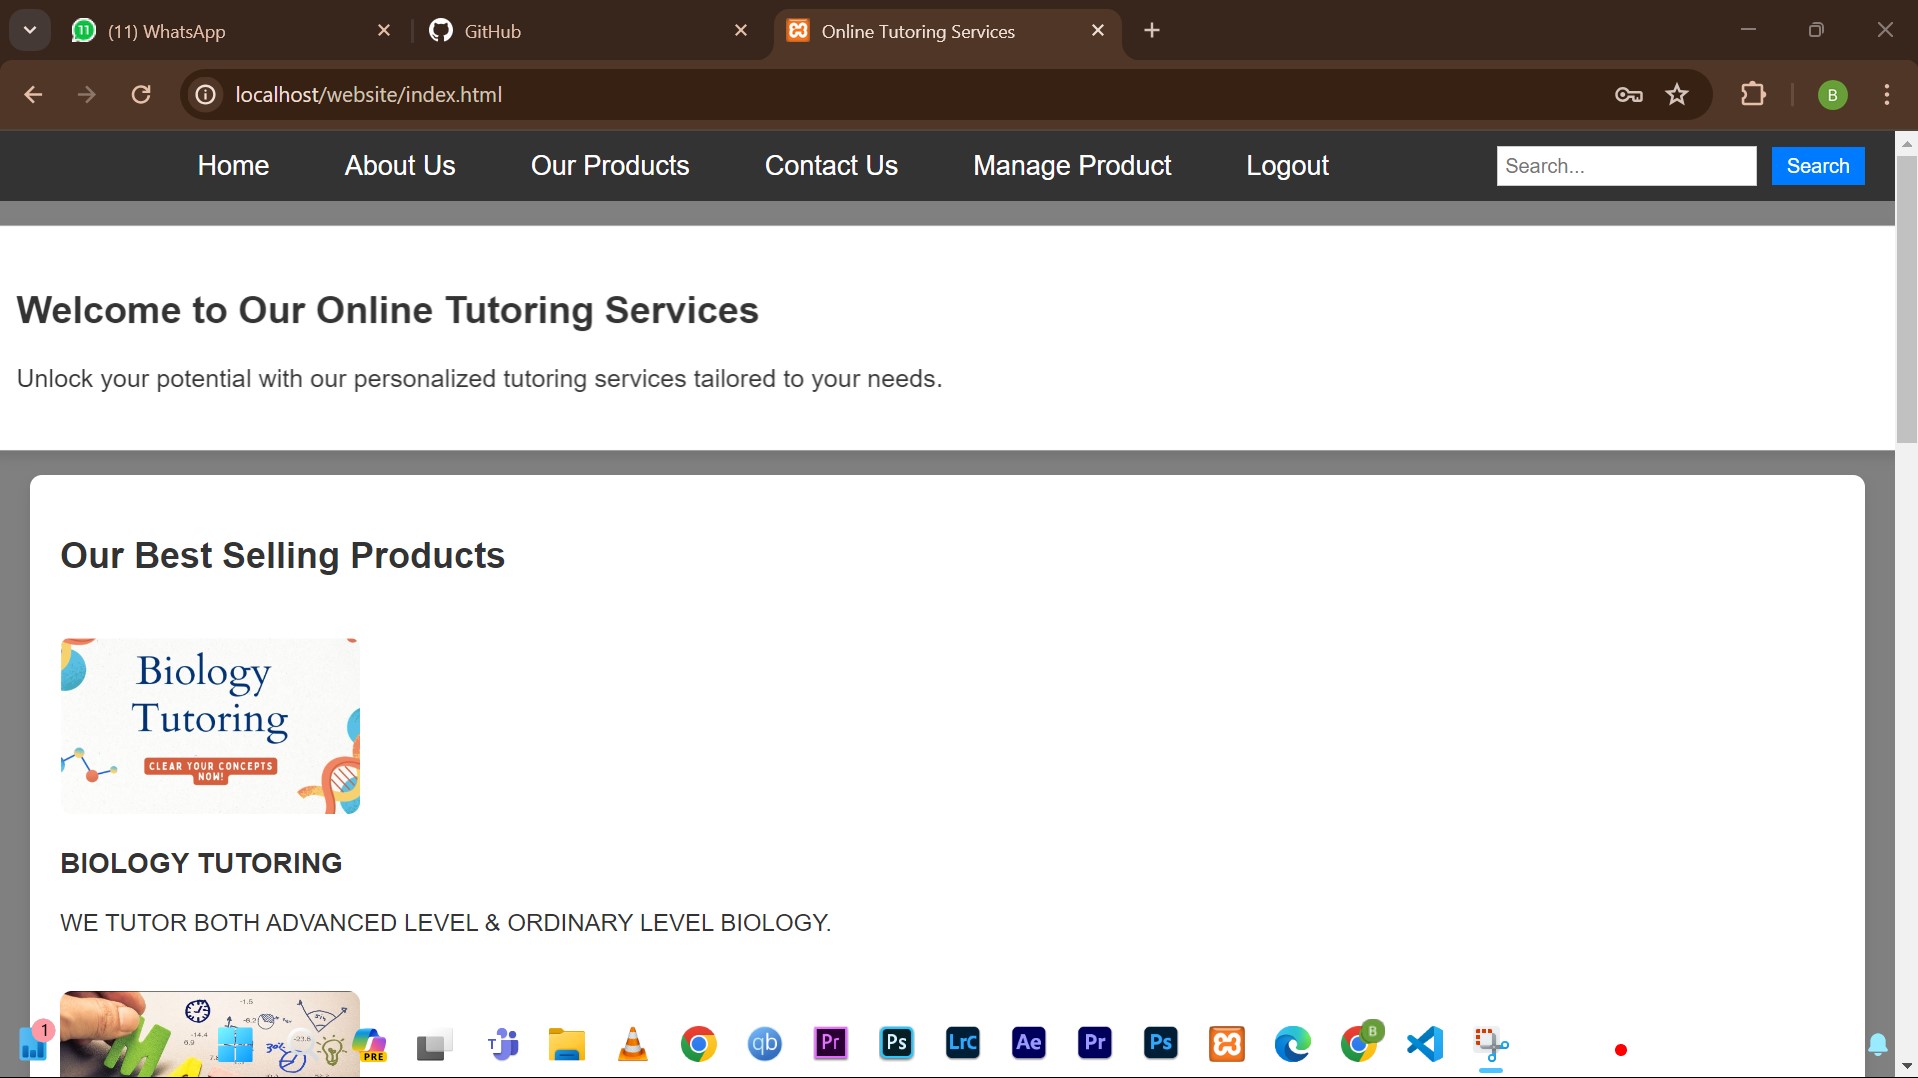 (11) WhatsApp
GitHub
Online Tutoring Services
localhost/website/index.html
B
Home About Us Our Products Contact Us Manage Product Logout
Search...
Search
Welcome to Our Online Tutoring Services
Unlock your potential with our personalized tutoring services tailored to your needs.
Our Best Selling Products
Biology
Tutoring
CLEAR YOUR CONCEPTS
NOW!
BIOLOGY TUTORING
WE TUTOR BOTH ADVANCED LEVEL & ORDINARY LEVEL BIOLOGY.
1
PRE
T
qb
Pr
Ps
LrC
Ae
Pr
Ps
B